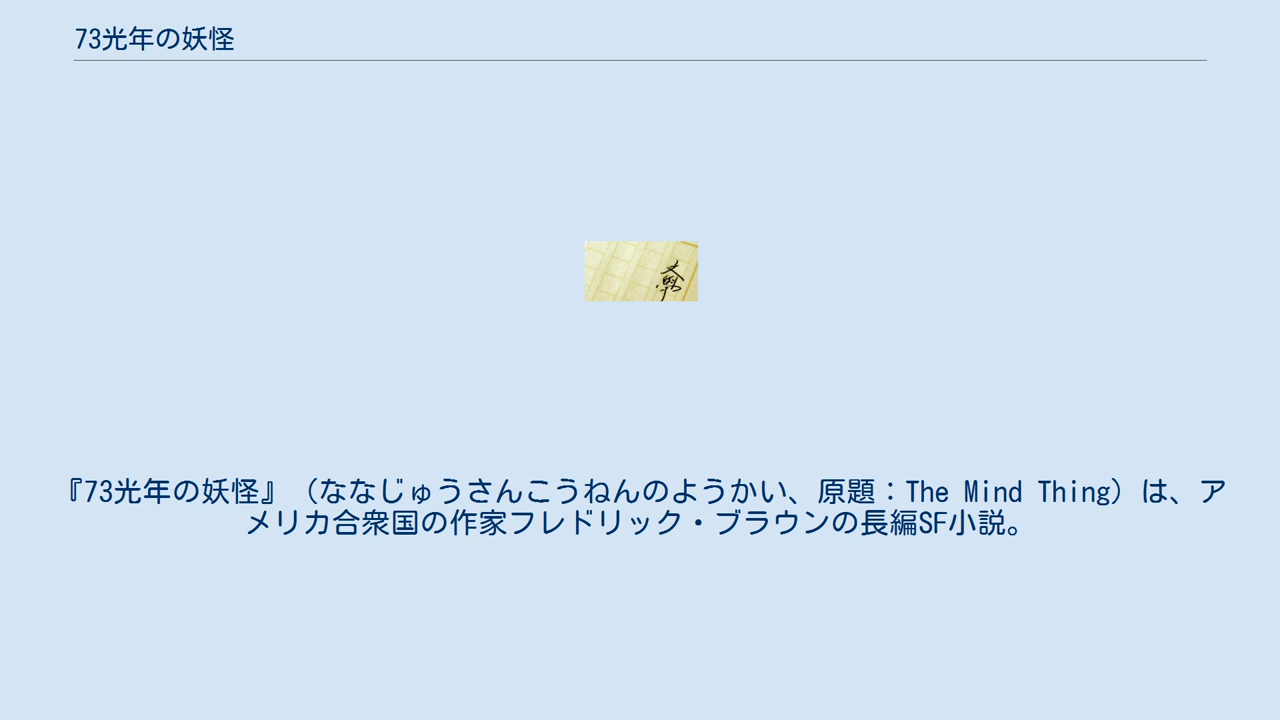 73光年の妖怪
『73光年の妖怪』（ななじゅうさんこうねんのようかい、原題：The Mind Thing）は、ア
メリカ合衆国の作家フレドリック・ブラウンの長編SF小説。